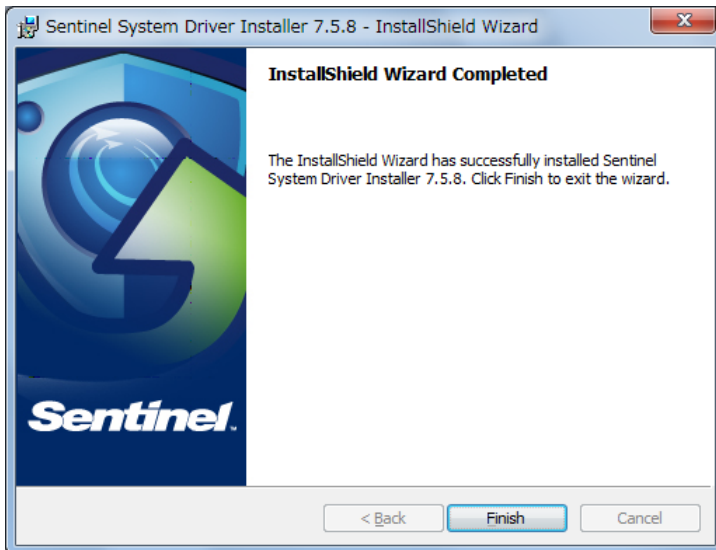 Sentinel System Driver Installer 7.5.8 - InstallShield Wizard
InstallShield Wizard Completed
The InstallShield Wizard has successfully installed Sentinel
System Driver Installer 7.5.8. Click Finish to exit the wizard.
Sentinel.
< Back
Finish
Cancel